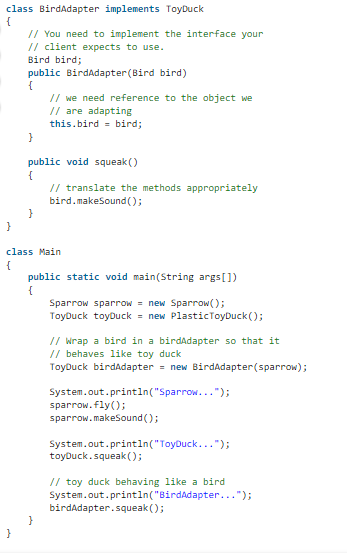 class BirdAdapter implements ToyDuck
{
    // You need to implement the interface your
    // client expects to use.
    Bird bird;
    public BirdAdapter(Bird bird)
    {
        // we need reference to the object we
        // are adapting
        this.bird = bird;
    }

    public void squeak()
    {
        // translate the methods appropriately
        bird.makeSound();
    }
}

class Main
{
    public static void main(String args[])
    {
        Sparrow sparrow = new Sparrow();
        ToyDuck toyDuck = new PlasticToyDuck();

        // Wrap a bird in a birdAdapter so that it
        // behaves like toy duck
        ToyDuck birdAdapter = new BirdAdapter(sparrow);

        System.out.println("Sparrow...");
        sparrow.fly();
        sparrow.makeSound();

        System.out.println("ToyDuck...");
        toyDuck.squeak();

        // toy duck behaving like a bird
        System.out.println("BirdAdapter...");
        birdAdapter.squeak();
    }
}